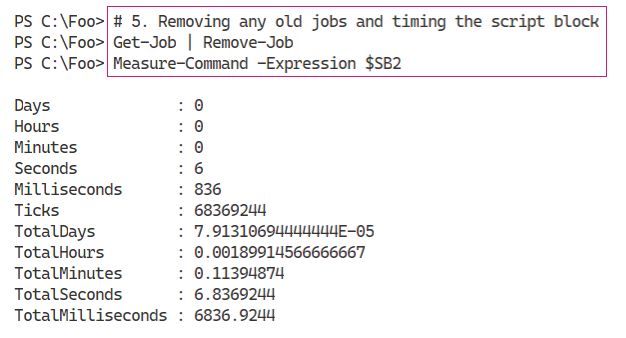 PS C:\Foo> # 5. Removing any old jobs and timing the script block
PS C:\Foo> Get-Job | Remove-Job
PS C:\Foo> Measure-Command -Expression $SB2
Days : 0
Hours : 0
Minutes : 0
Seconds : 6
Milliseconds : 836
Ticks : 68369244
TotalDays : 7.91310694444444E-05
TotalHours : 0.00189914566666667
TotalMinutes : 0.11394874
TotalSeconds : 6.8369244
TotalMilliseconds : 6836.9244